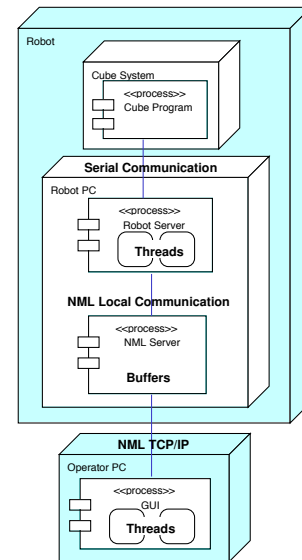 Robot
Cube System
<<process>>
Cube Program
Serial Communication
Robot PC
<<process>>
Robot Server
Threads
NML Local Communication
<<process>>
NML Server
Buffers
NML TCP/IP
Operator PC
<<process>>
GUI
Threads